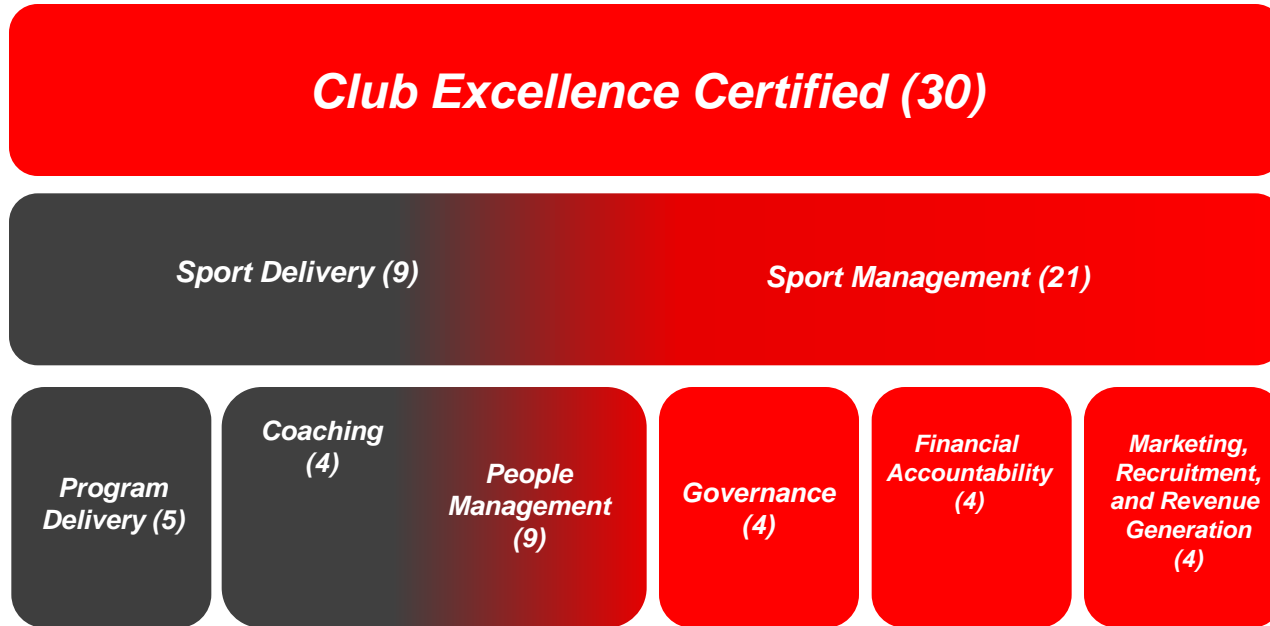 Club Excellence Certified (30)
Sport Delivery (9)
Sport Management (21)
Program
Delivery (5)
Coaching
(4)
People
Management
(9)
Governance
(4)
Financial
Accountability
(4)
Marketing,
Recruitment,
and Revenue
Generation
(4)